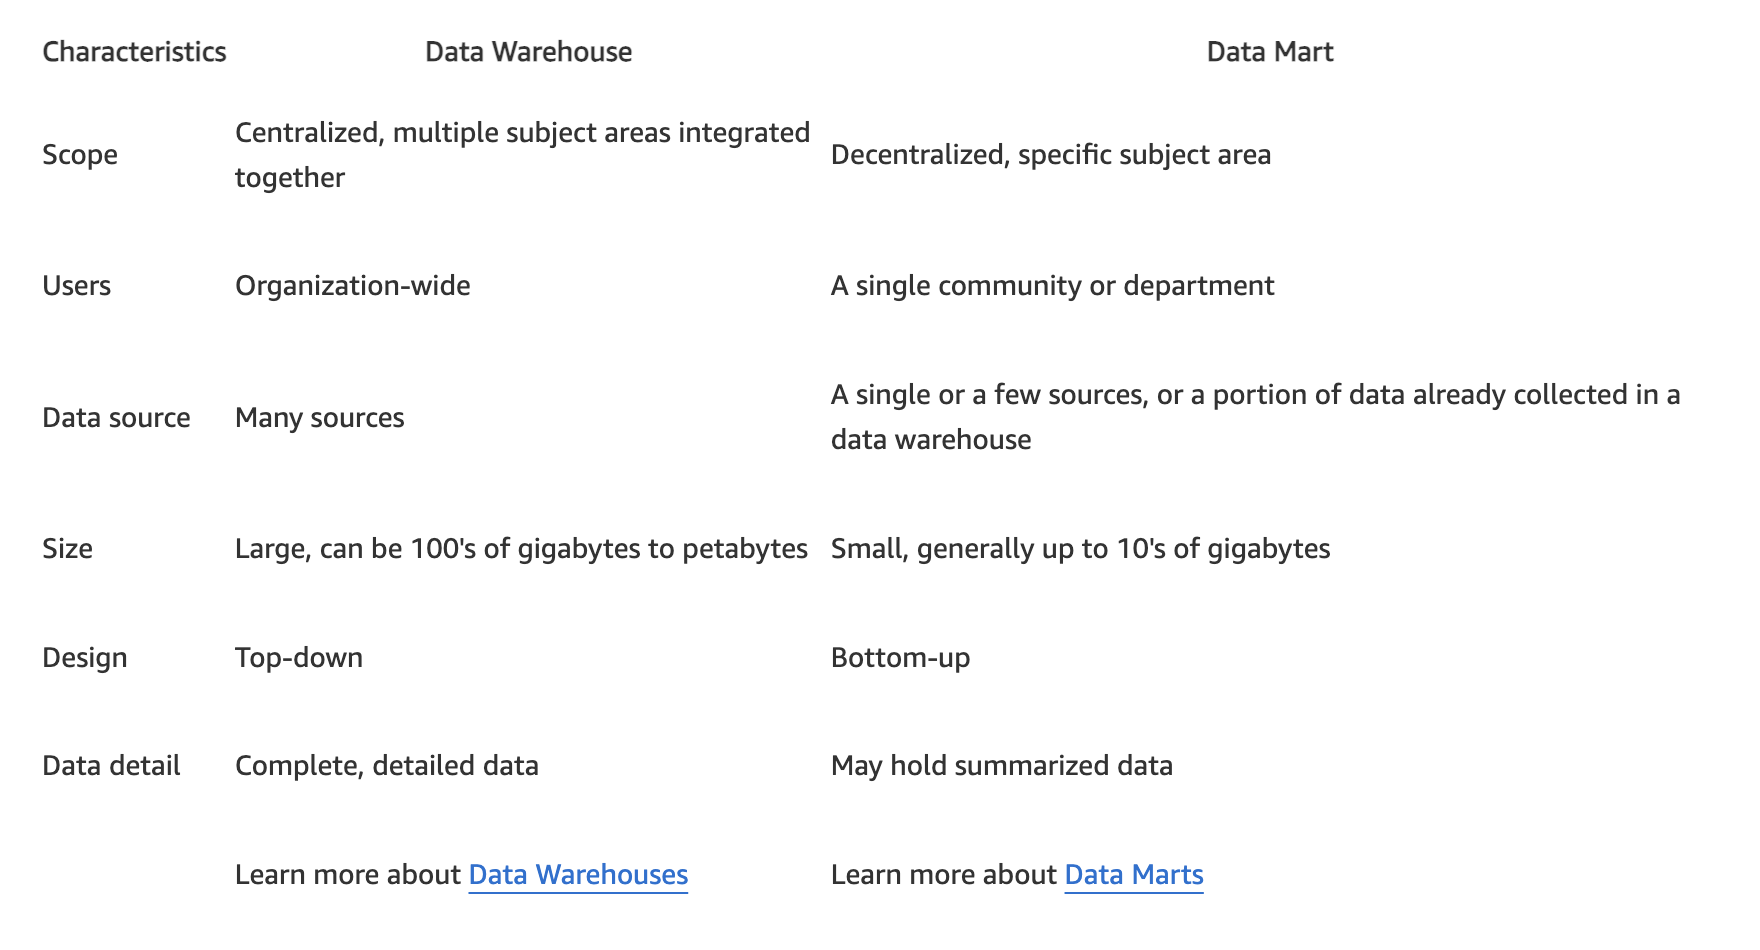 Characteristics Data Warehouse Data Mart
Scope
Centralized, multiple subject areas integrated
together
Decentralized, specific subject area
Users Organization-wide A single community or department
Data source Many sources
A single or a few sources, or a portion of data already collected in a
data warehouse
Size Large, can be 100's of gigabytes to petabytes Small, generally up to 10's of gigabytes
Design Top-down Bottom-up
Data detail Complete, detailed data May hold summarized data
Learn more about Data Warehouses Learn more about Data Marts